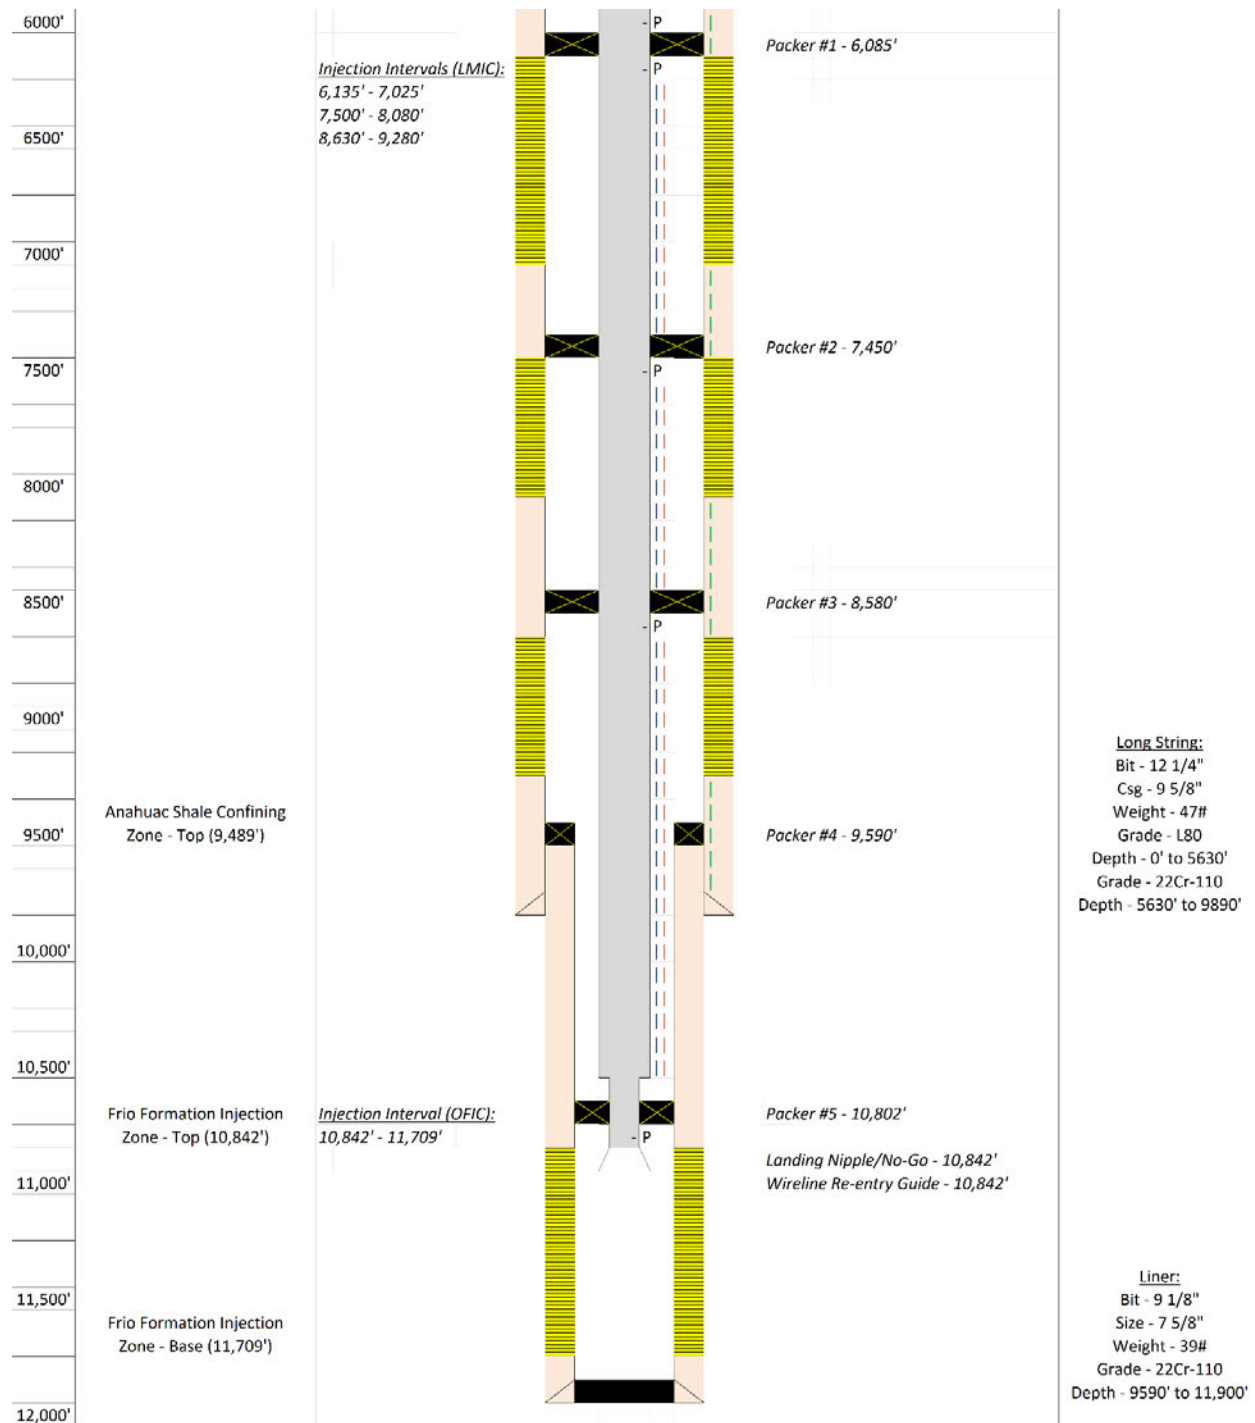 6000'
- P
Packer #1 - 6,085'
Injection Intervals (LMIC):
- P
6,135' - 7,025'
7,500' - 8,080'
6500'
8,630' - 9,280'
7000'
Packer #2 - 7,450'
7500'
- P
8000'
8500'
Packer #3 - 8,580'
- P
9000'
Long String:
Bit - 12 1/4"
Csg - 9 5/8"
Weight - 47#
Grade - L80
Depth - 0' to 5630'
Grade - 22Cr-110
Depth - 5630' to 9890'
Anahuac Shale Confining
Zone - Top (9,489')
9500'
Packer #4 - 9,590'
10,000'
10,500'
Frio Formation Injection
Zone - Top (10,842')
Injection Interval (OFIC):
10,842' - 11,709'
Packer #5 - 10,802'
- P
Landing Nipple/No-Go - 10,842'
Wireline Re-entry Guide - 10,842'
11,000'
11,500'
Frio Formation Injection
Zone - Base (11,709')
Liner:
Bit - 9 1/8"
Size - 7 5/8"
Weight - 39#
Grade - 22Cr-110
Depth - 9590' to 11,900'
12,000'